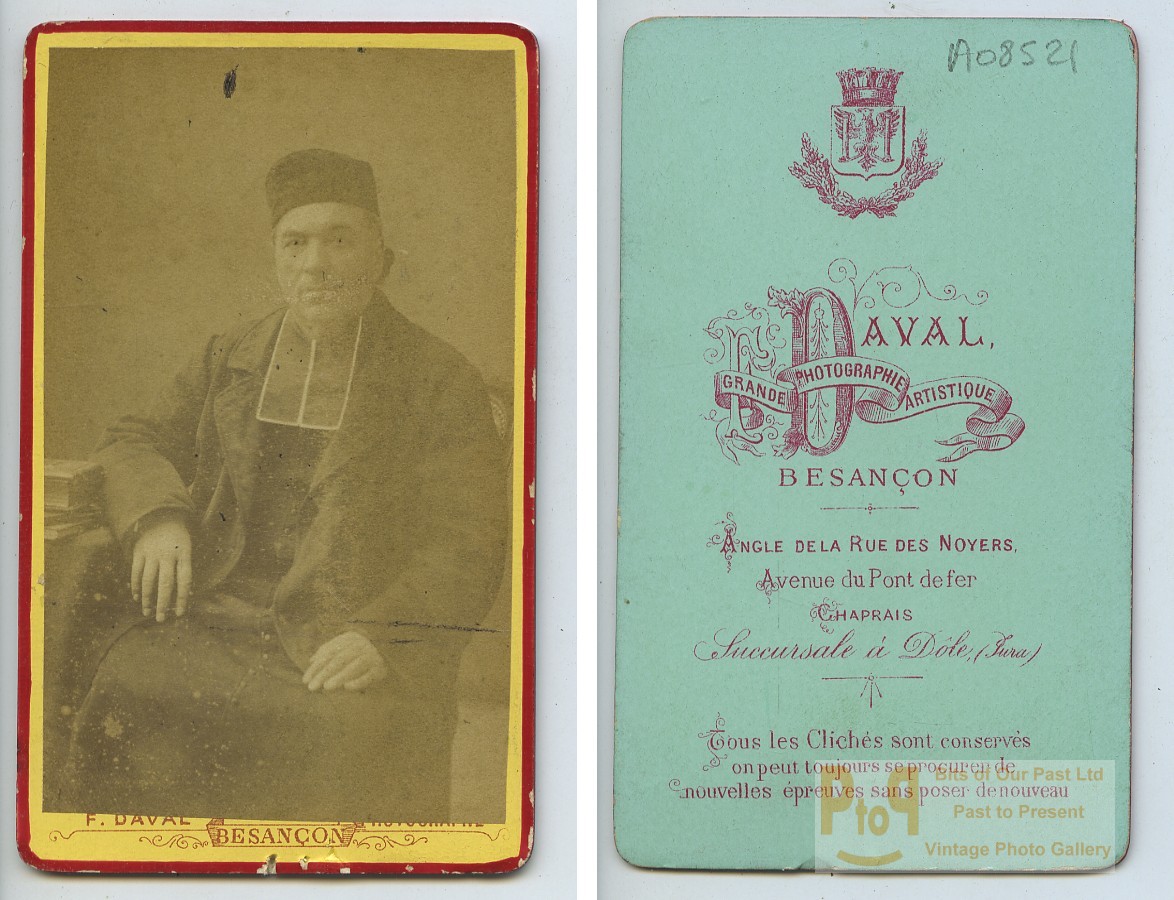 F. DAVAL PHOTOGRAPHE
BESANÇON
A08521
F DAVAL,
GRANDE PHOTOGRAPHIE ARTISTIQUE
BESANÇON
ANGLE DE LA RUE DES NOYERS,
Avenue du Pont de fer
CHAPRAIS
Succursale à Dôle, (Jura)
Tous les Clichés sont conservés
on peut toujours se procurer de
nouvelles épreuves sans poser de nouveau
PtoP
Bits of Our Past Ltd
Past to Present
Vintage Photo Gallery